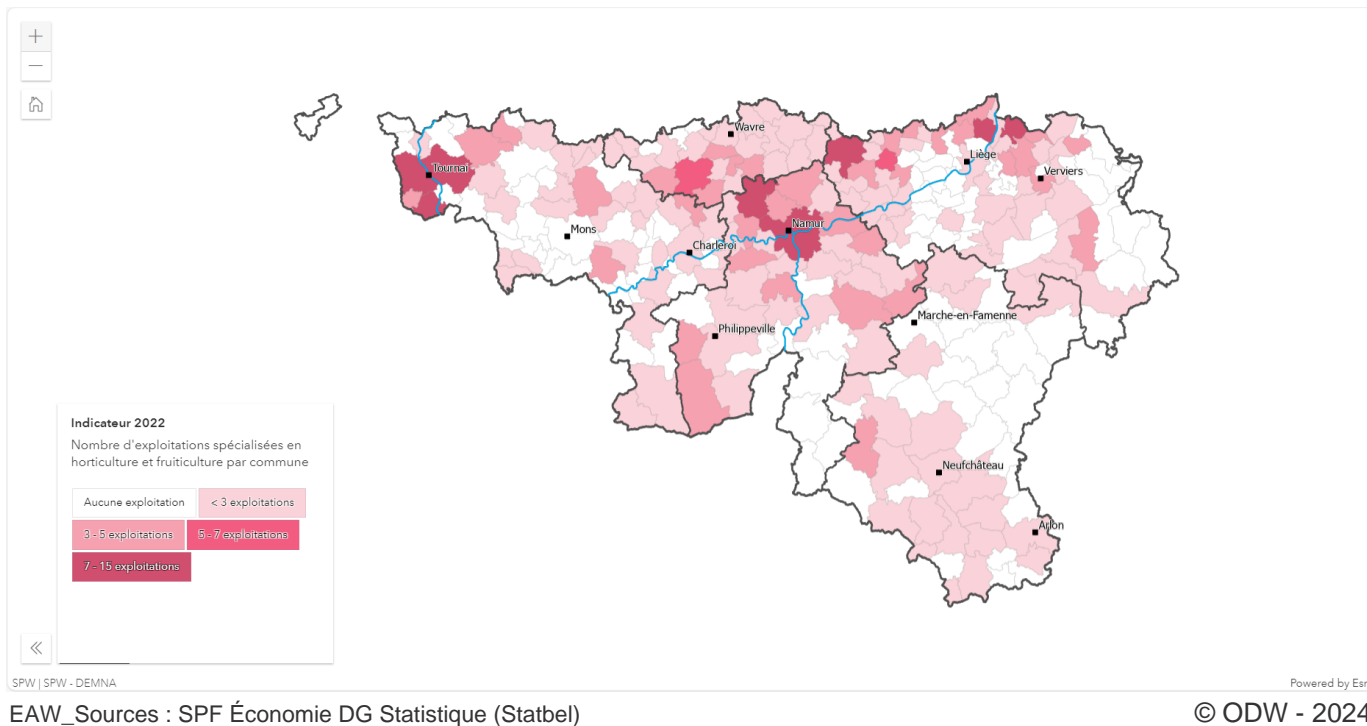 Wavre
Liège
Tournai
Verviers
Namur
Mons
Charleroi
Marche-en-Famenne
Philippeville
Neufchâteau
Arlon
Indicateur 2022
Nombre d'exploitations spécialisées en
horticulture et fruiticulture par commune
Aucune exploitation
< 3 exploitations
3 - 5 exploitations
5 - 7 exploitations
7 - 15 exploitations
SPW | SPW - DEMNA
Powered by Esr
EAW_Sources : SPF Économie DG Statistique (Statbel)
© ODW - 2024